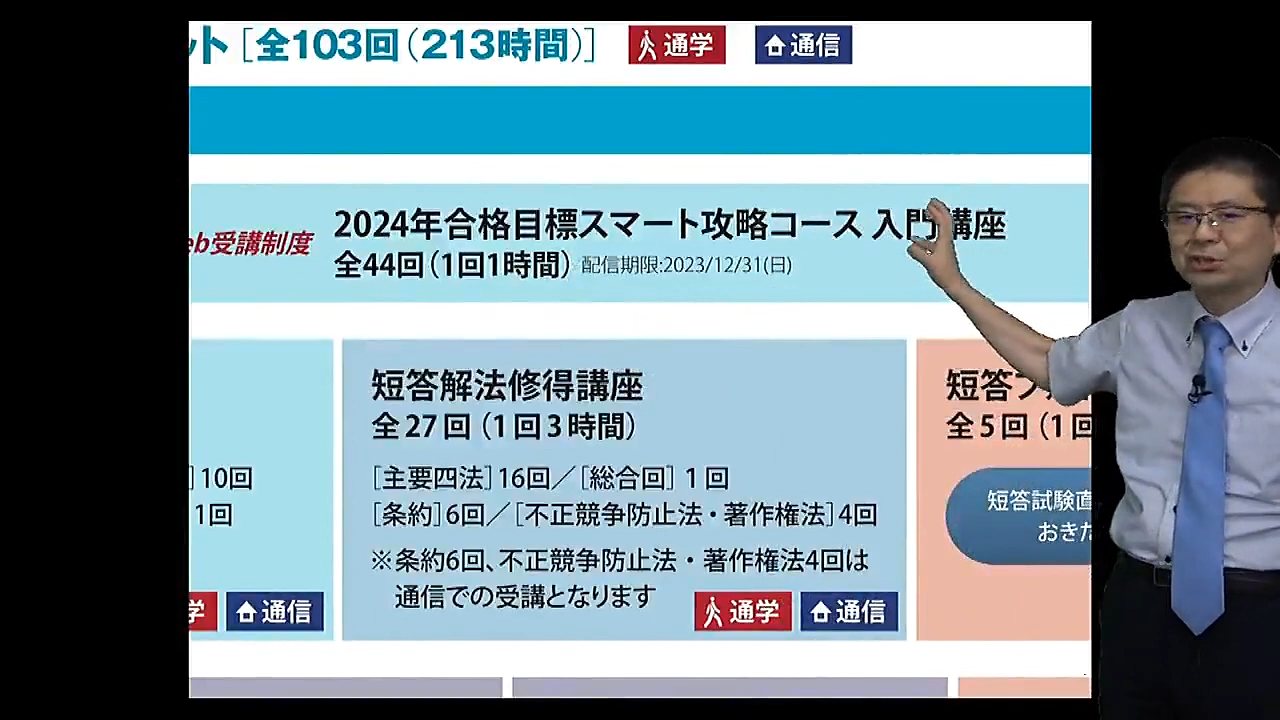 ット［全103回（213時間）］ 通学 通信
eb受講制度
2024年合格目標スマート攻略コース 入門講座
全44回（1回1時間） 配信期限:2023/12/31(日)
］10回
1回
学 通信
短答解法修得講座
全27回（1回3時間）
［主要四法］16回／［総合回］1回
［条約］6回／［不正競争防止法・著作権法］4回
※条約6回、不正競争防止法・著作権法4回は
通信での受講となります
通学 通信
短答
全5回（1回
短答試験直
おきた